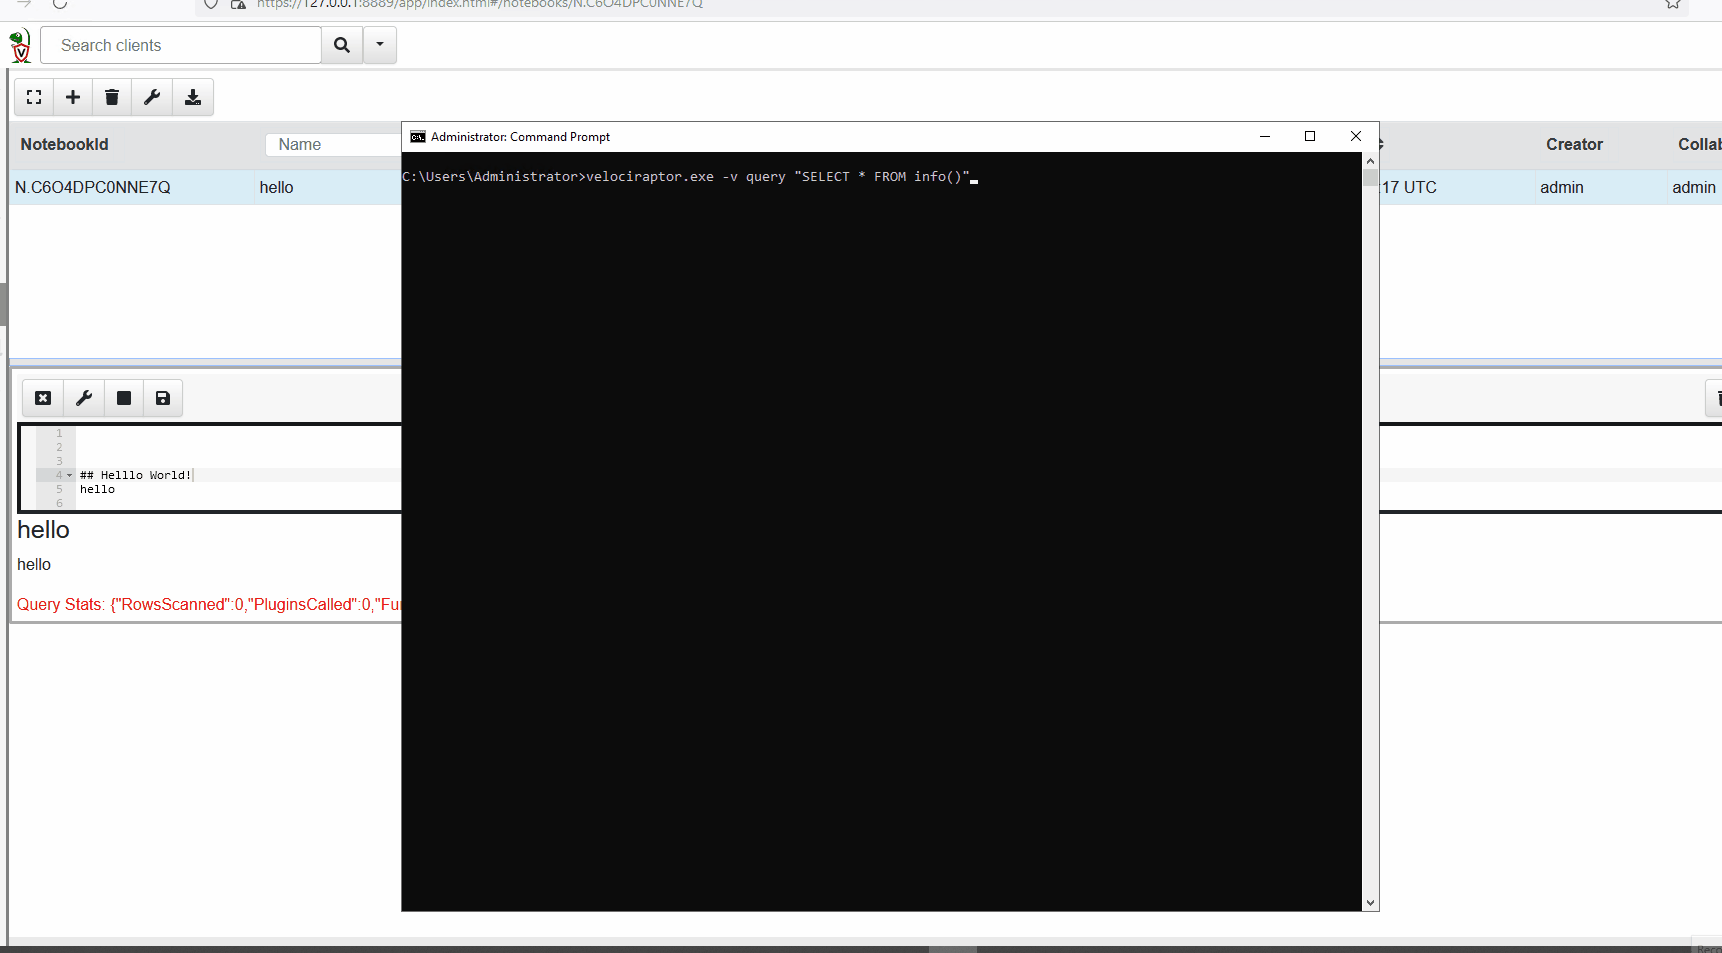 https://127.0.0.1:8889/app/index.html#/notebooks/N.C6O4DPC0NNE7Q
Search clients
NotebookId Name Creator Collab
N.C6O4DPC0NNE7Q hello :17 UTC admin admin
Administrator: Command Prompt
C:\Users\Administrator>velociraptor.exe -v query "SELECT * FROM info()"
1
2
3
4 ## Helllo World!
5 hello
6
hello
hello
Query Stats: {"RowsScanned":0,"PluginsCalled":0,"Fu